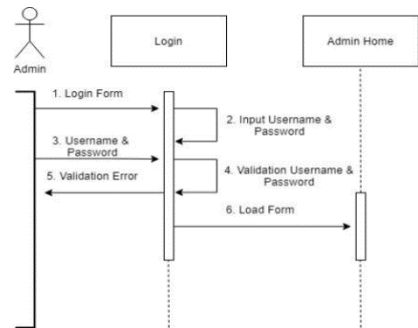 Login
Admin Home
Admin
1. Login Form
2. Input Username &
Password
3. Username &
Password
4. Validation Username &
Password
5. Validation Error
6. Load Form